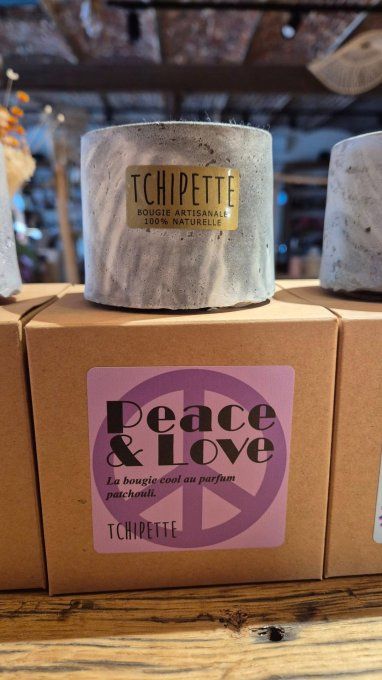 TCHIPETTE
BOUGIE ARTISANALE
100% NATURELLE
Peace
& Love
La bougie cool au parfum
patchouli.
TCHIPETTE